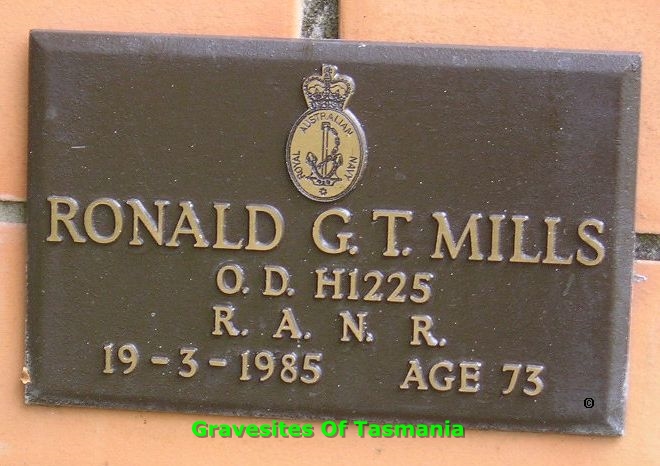 ROYAL AUSTRALIAN NAVY
RONALD G. T. MILLS
O. D. H1225
R. A. N. R.
19-3-1985 AGE 73
©
Gravesites Of Tasmania